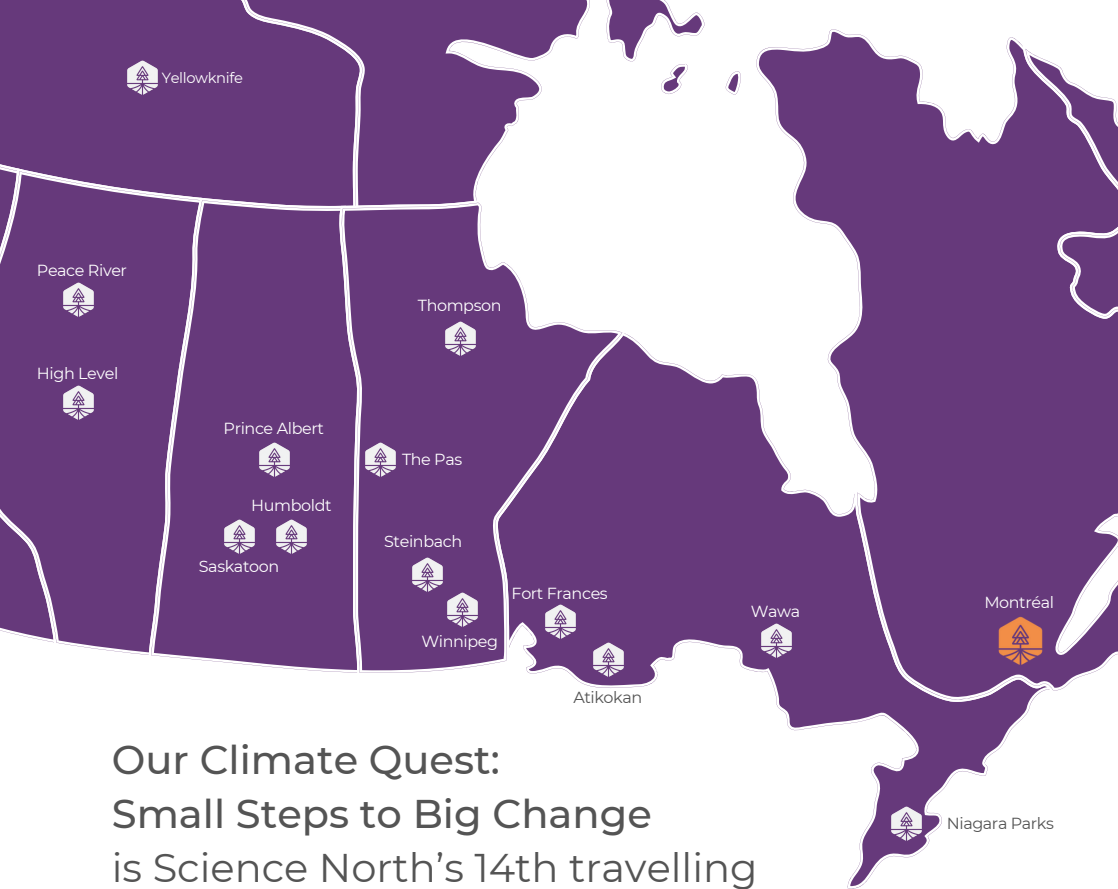 Yellowknife
Peace River
Thompson
High Level
Prince Albert
The Pas
Humboldt
Steinbach
Saskatoon
Fort Frances
Montréal
Wawa
Winnipeg
Atikokan
Our Climate Quest:
Small Steps to Big Change
Niagara Parks
is Science North's 14th travelling